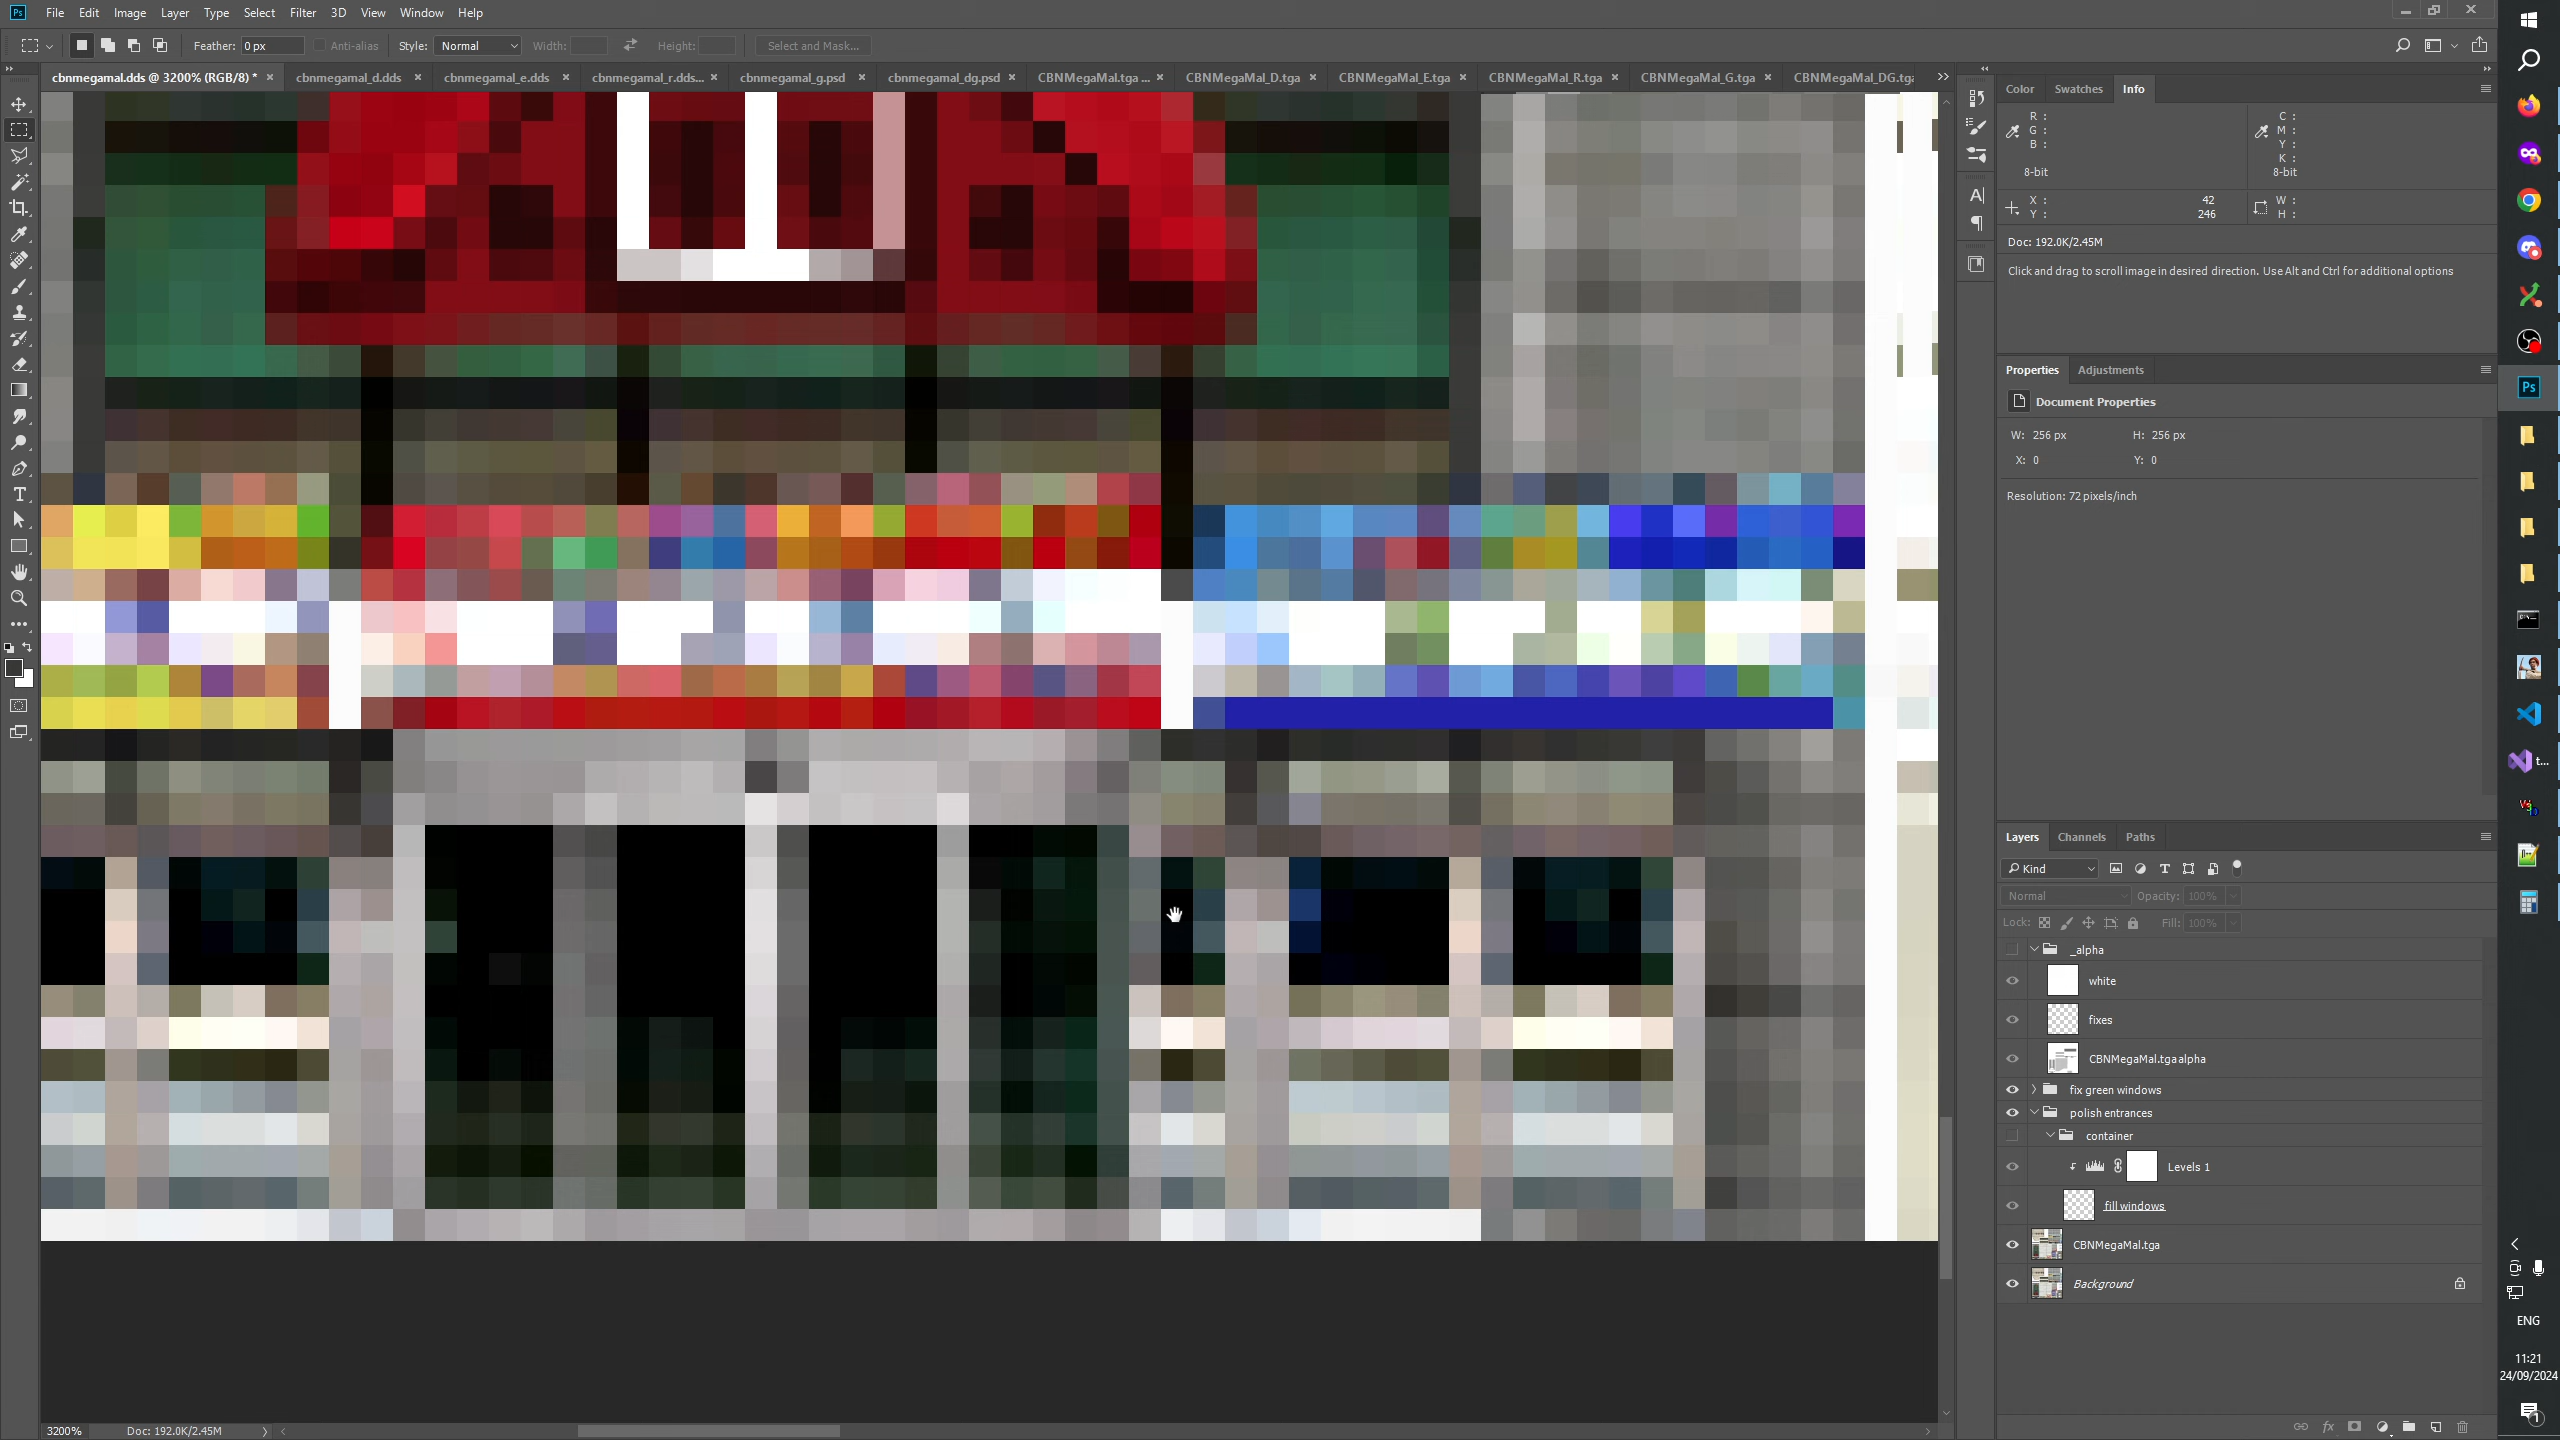 Ps File Edit Image Layer Type Select Filter 3D View Window Help
Feather: 0 px Anti-alias Style: Normal Width: Height: Select and Mask...
cbnmegamal.dds @ 3200% (RGB/8) * × cbnmegamal_d.dds × cbnmegamal_e.dds × cbnmegamal_r.dds... × cbnmegamal_g.psd × cbnmegamal_dg.psd × CBNMegaMal.tga ... × CBNMegaMal_D.tga × CBNMegaMal_E.tga × CBNMegaMal_R.tga × CBNMegaMal_G.tga × CBNMegaMal_DG.tga
Color Swatches Info
R : C :
G : M :
B : Y :
K :
8-bit 8-bit
X : 42 W :
Y : 246 H :
Doc: 192.0K/2.45M
Click and drag to scroll image in desired direction. Use Alt and Ctrl for additional options
Properties Adjustments
Document Properties
W: 256 px H: 256 px
X: 0 Y: 0
Resolution: 72 pixels/inch
Layers Channels Paths
Kind
Normal Opacity: 100%
Lock: Fill: 100%
_alpha
white
fixes
CBNMegaMal.tga alpha
fix green windows
polish entrances
container
Levels 1
fill windows
CBNMegaMal.tga
Background
3200% Doc: 192.0K/2.45M
Ps
t...
ENG
11:21
24/09/2024
1